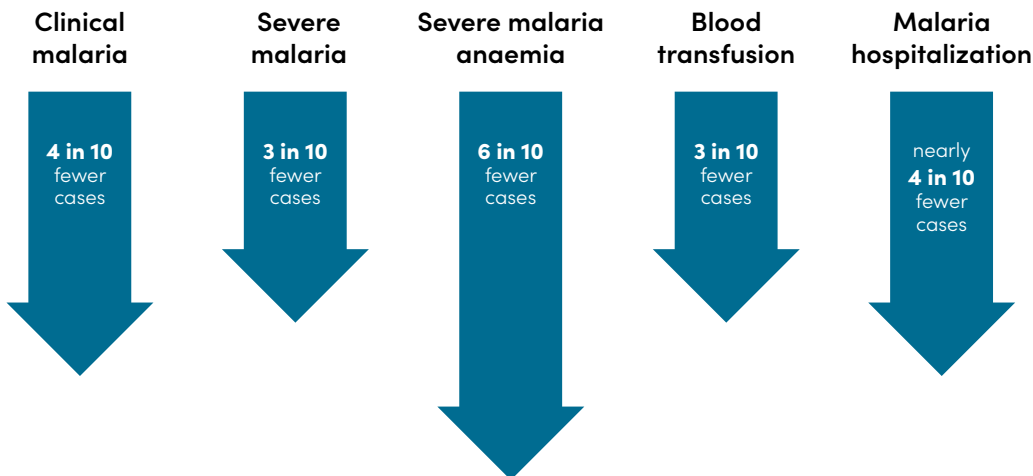 Clinical
malaria
4 in 10
fewer
cases
Severe
malaria
3 in 10
fewer
cases
Severe malaria
anaemia
6 in 10
fewer
cases
Blood
transfusion
3 in 10
fewer
cases
Malaria
hospitalization
nearly
4 in 10
fewer
cases